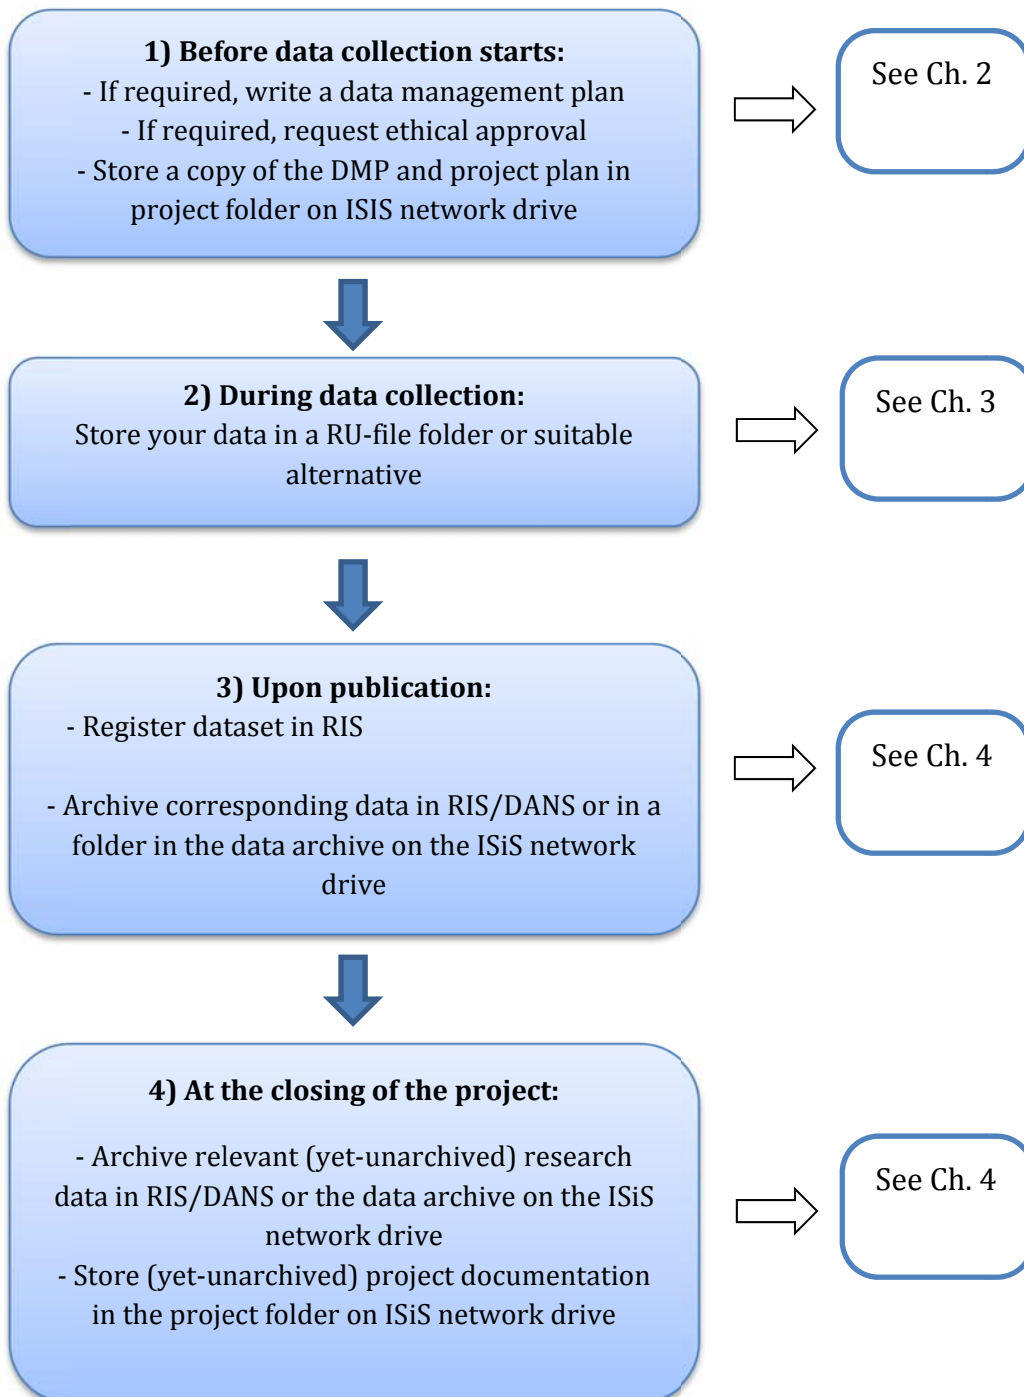 1) Before data collection starts:
- If required, write a data management plan
- If required, request ethical approval
- Store a copy of the DMP and project plan in
project folder on ISIS network drive
See Ch. 2
2) During data collection:
Store your data in a RU-file folder or suitable
alternative
See Ch. 3
3) Upon publication:
- Register dataset in RIS
- Archive corresponding data in RIS/DANS or in a
folder in the data archive on the ISiS network
drive
See Ch. 4
4) At the closing of the project:
- Archive relevant (yet-unarchived) research
data in RIS/DANS or the data archive on the ISiS
network drive
- Store (yet-unarchived) project documentation
in the project folder on ISiS network drive
See Ch. 4